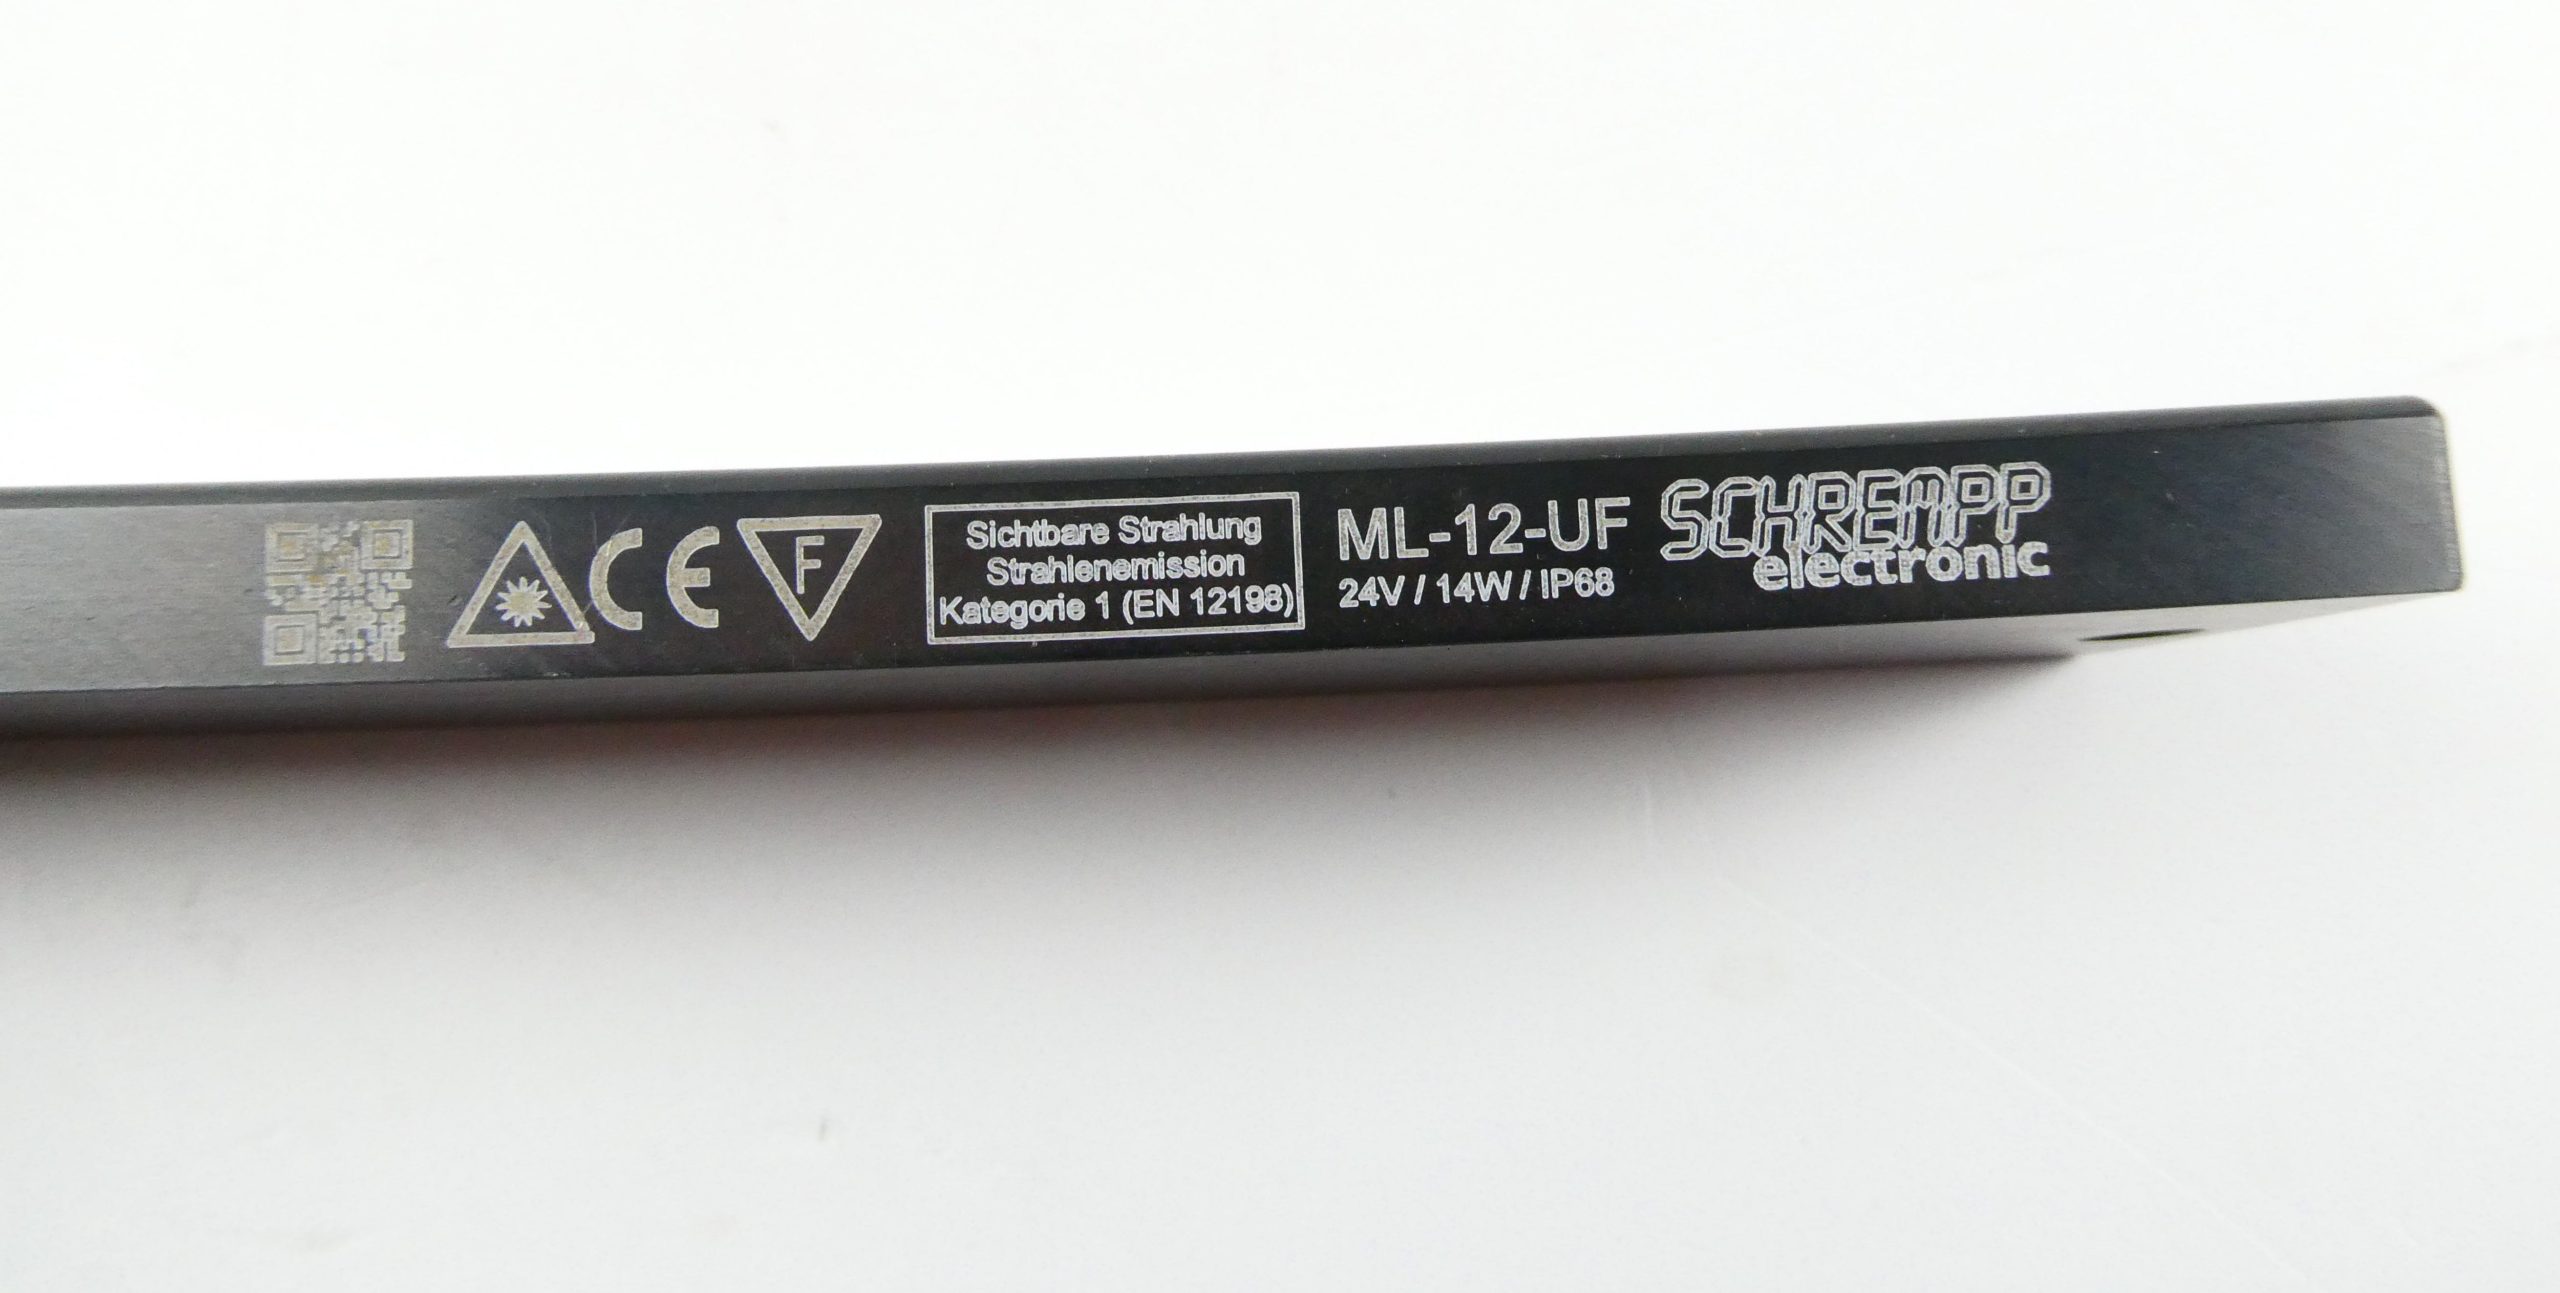 CE
F
Sichtbare Strahlung
Strahlenemission
Kategorie 1 (EN 12198)
ML-12-UF
24V / 14W / IP68
SCHREMPP
electronic